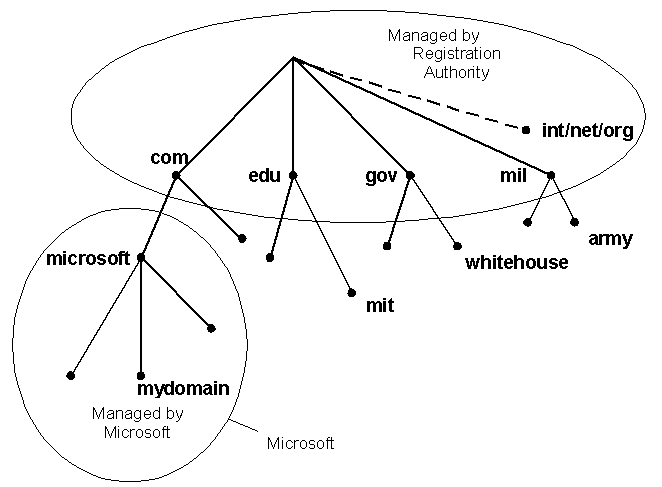 Managed by
Registration
Authority
int/net/org
com
edu
gov
mil
army
microsoft
whitehouse
mit
mydomain
Managed by
Microsoft
Microsoft